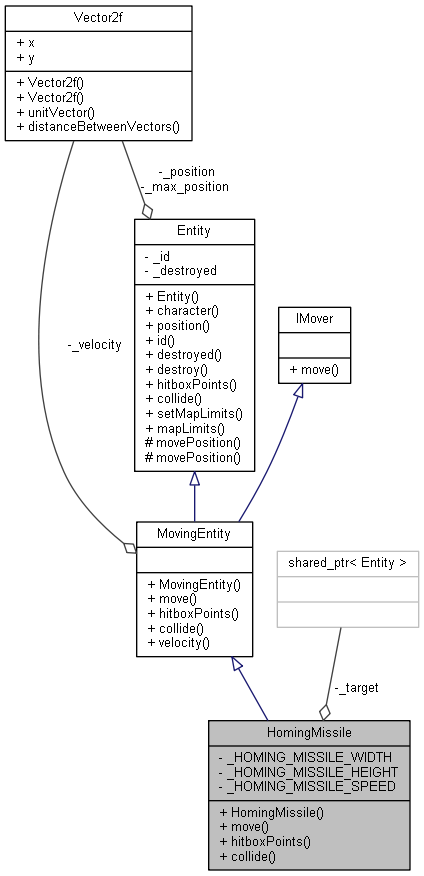 Vector2f
+ x
+ y
+ Vector2f()
+ Vector2f()
+ unitVector()
+ distanceBetweenVectors()
-_position
-_max_position
Entity
- _id
- _destroyed
+ Entity()
+ character()
+ position()
+ id()
+ destroyed()
+ destroy()
+ hitboxPoints()
+ collide()
+ setMapLimits()
+ mapLimits()
# movePosition()
# movePosition()
IMover
+ move()
-_velocity
MovingEntity
+ MovingEntity()
+ move()
+ hitboxPoints()
+ collide()
+ velocity()
shared_ptr< Entity >
-_target
HomingMissile
- _HOMING_MISSILE_WIDTH
- _HOMING_MISSILE_HEIGHT
- _HOMING_MISSILE_SPEED
+ HomingMissile()
+ move()
+ hitboxPoints()
+ collide()